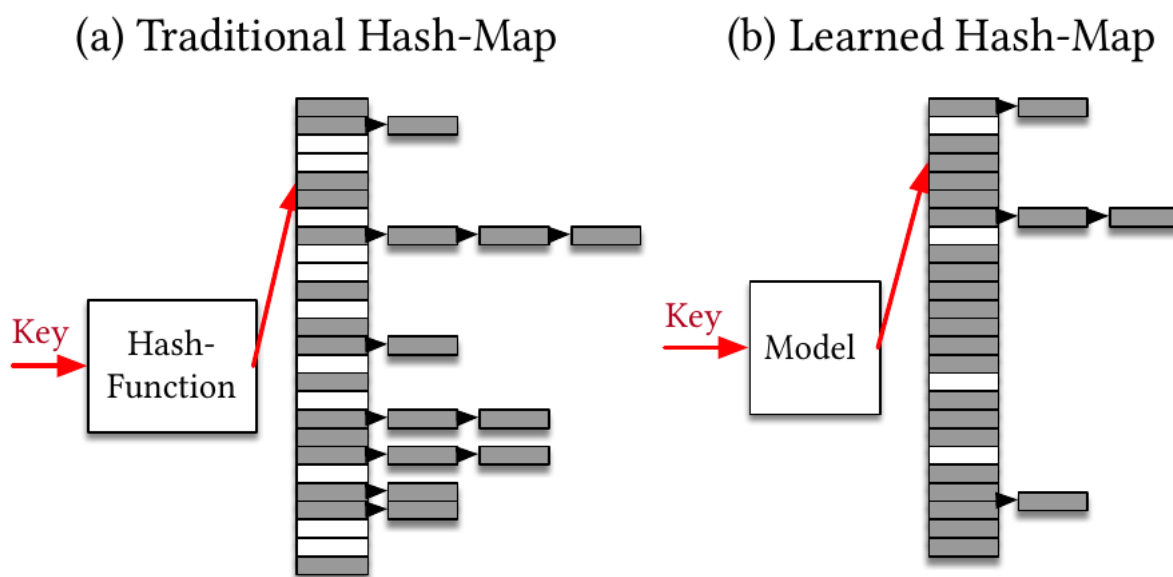 (a) Traditional Hash-Map
(b) Learned Hash-Map
Key
Hash-
Function
Key
Model